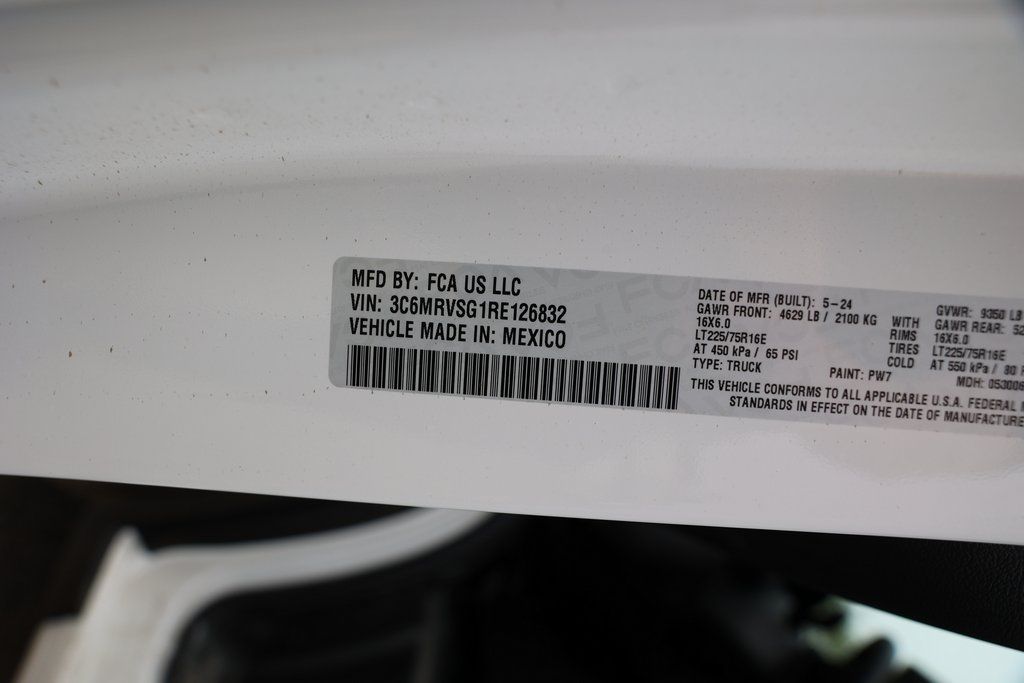 MFD BY: FCA US LLC
VIN: 3C6MRVSG1RE126832
VEHICLE MADE IN: MEXICO
DATE OF MFR (BUILT): 5-24
GVWR: 9350 LB
GAWR FRONT: 4629 LB / 2100 KG WITH GAWR REAR:
16X6.0 RIMS 16X6.0
LT225/75R16E TIRES LT225/75R16E
AT 450 kPa / 65 PSI COLD AT 550 kPa / 80
TYPE: TRUCK PAINT: PW7 MDH:
THIS VEHICLE CONFORMS TO ALL APPLICABLE U.S.A. FEDERAL
STANDARDS IN EFFECT ON THE DATE OF MANUFACTURE